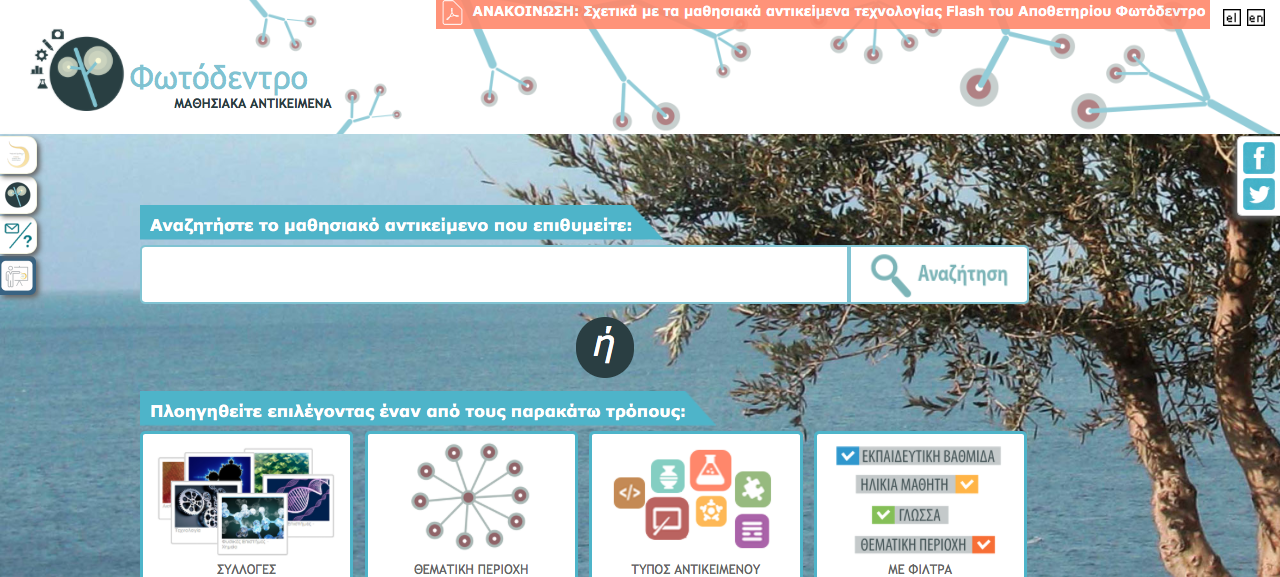 ΑΝΑΚΟΙΝΩΣΗ: Σχετικά με τα μαθησιακά αντικείμενα τεχνολογίας Flash του Αποθετηρίου Φωτόδεντρο
el en
Φωτόδεντρο
ΜΑΘΗΣΙΑΚΑ ΑΝΤΙΚΕΙΜΕΝΑ
Αναζητήστε το μαθησιακό αντικείμενο που επιθυμείτε:
Αναζήτηση
ή
Πλοηγηθείτε επιλέγοντας έναν από τους παρακάτω τρόπους:
ΕΚΠΑΙΔΕΥΤΙΚΗ ΒΑΘΜΙΔΑ
ΗΛΙΚΙΑ ΜΑΘΗΤΗ
ΓΛΩΣΣΑ
ΘΕΜΑΤΙΚΗ ΠΕΡΙΟΧΗ
ΣΥΛΛΟΓΕΣ
ΘΕΜΑΤΙΚΗ ΠΕΡΙΟΧΗ
ΤΥΠΟΣ ΑΝΤΙΚΕΙΜΕΝΟΥ
ΜΕ ΦΙΛΤΡΑ